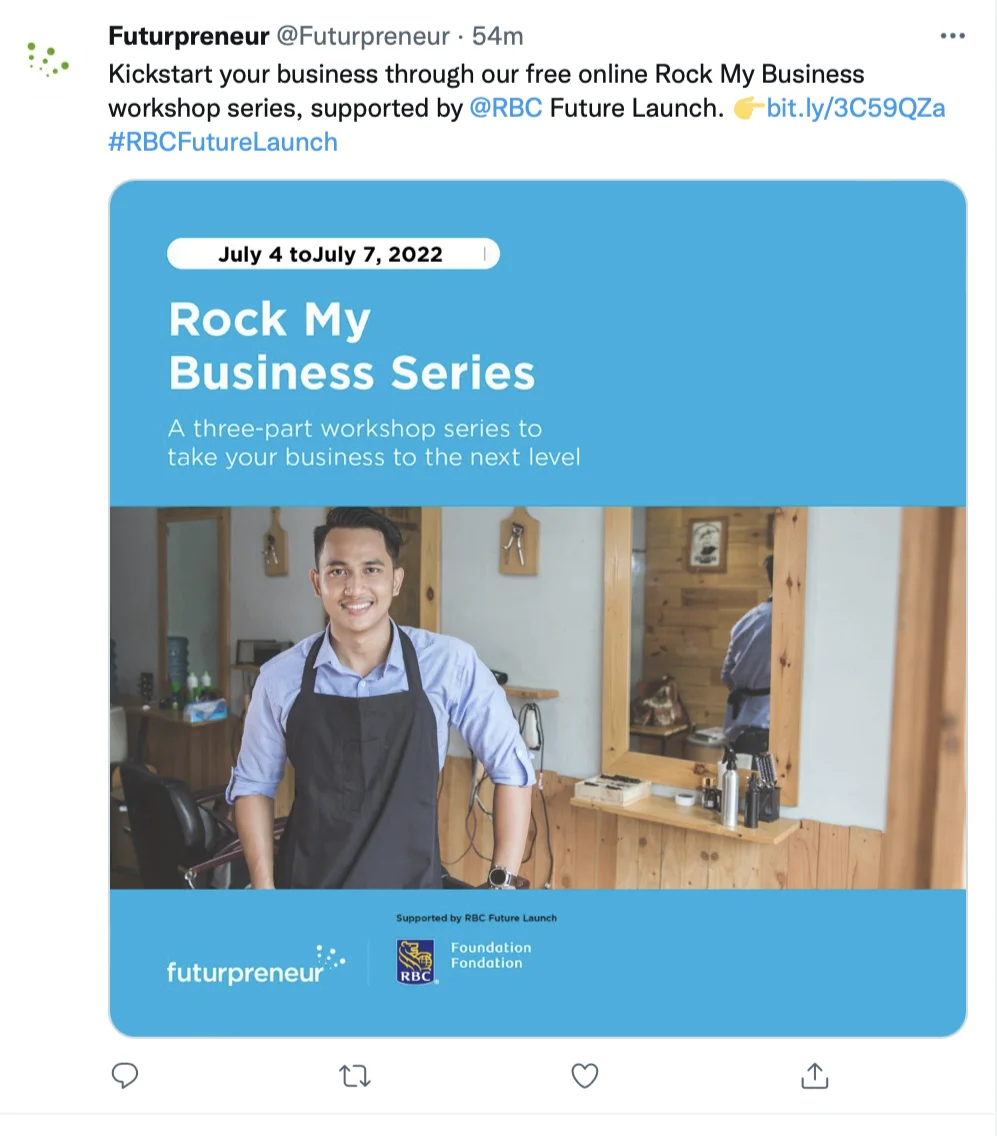 Futurpreneur @Futurpreneur · 54m
Kickstart your business through our free online Rock My Business
workshop series, supported by @RBC Future Launch. 👉bit.ly/3C59QZa
#RBCFutureLaunch
July 4 toJuly 7, 2022
Rock My
Business Series
A three-part workshop series to
take your business to the next level
Supported by RBC Future Launch
futurpreneur
RBC®
Foundation
Fondation